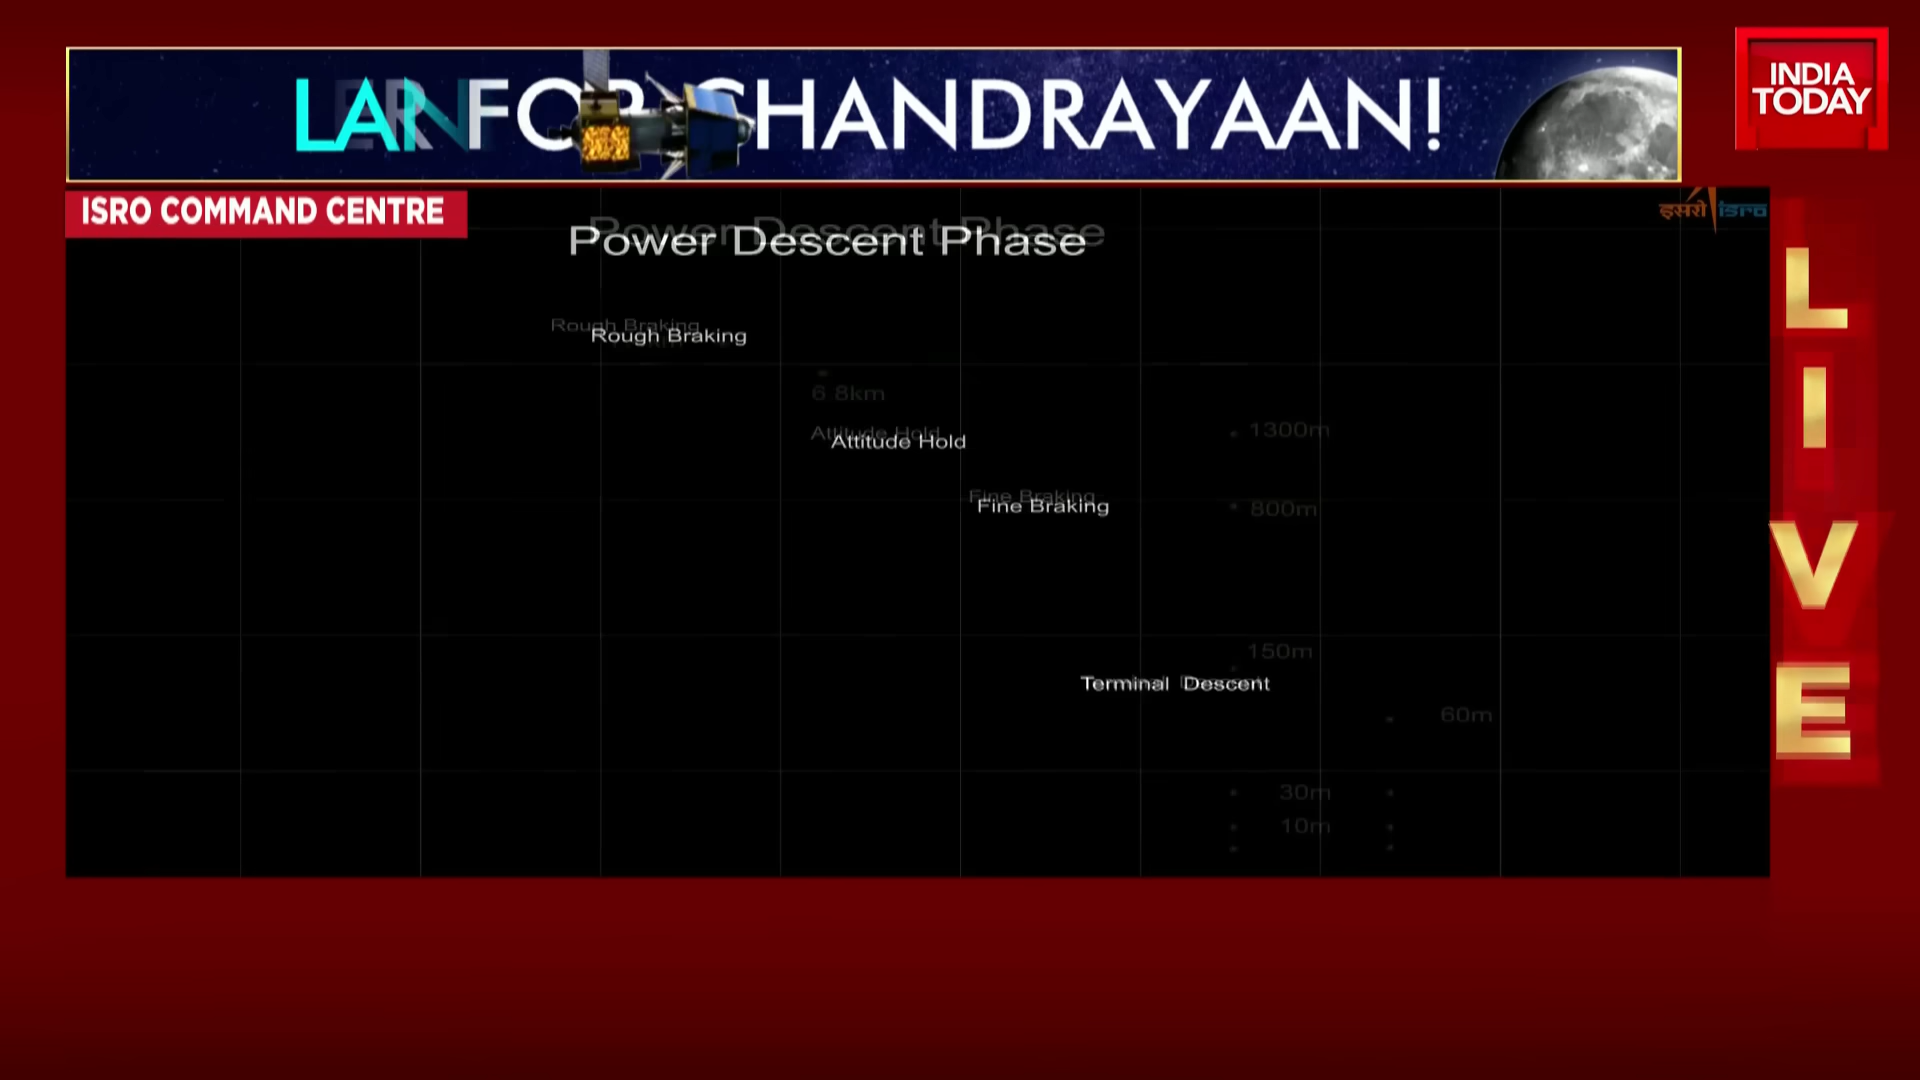 FOR CHANDRAYAAN!
INDIA
TODAY
ISRO COMMAND CENTRE
इसरो isro
Power Descent Phase
Rough Braking
6.8km
Attitude Hold
1300m
Fine Braking
800m
150m
Terminal Descent
60m
30m
10m
LIVE